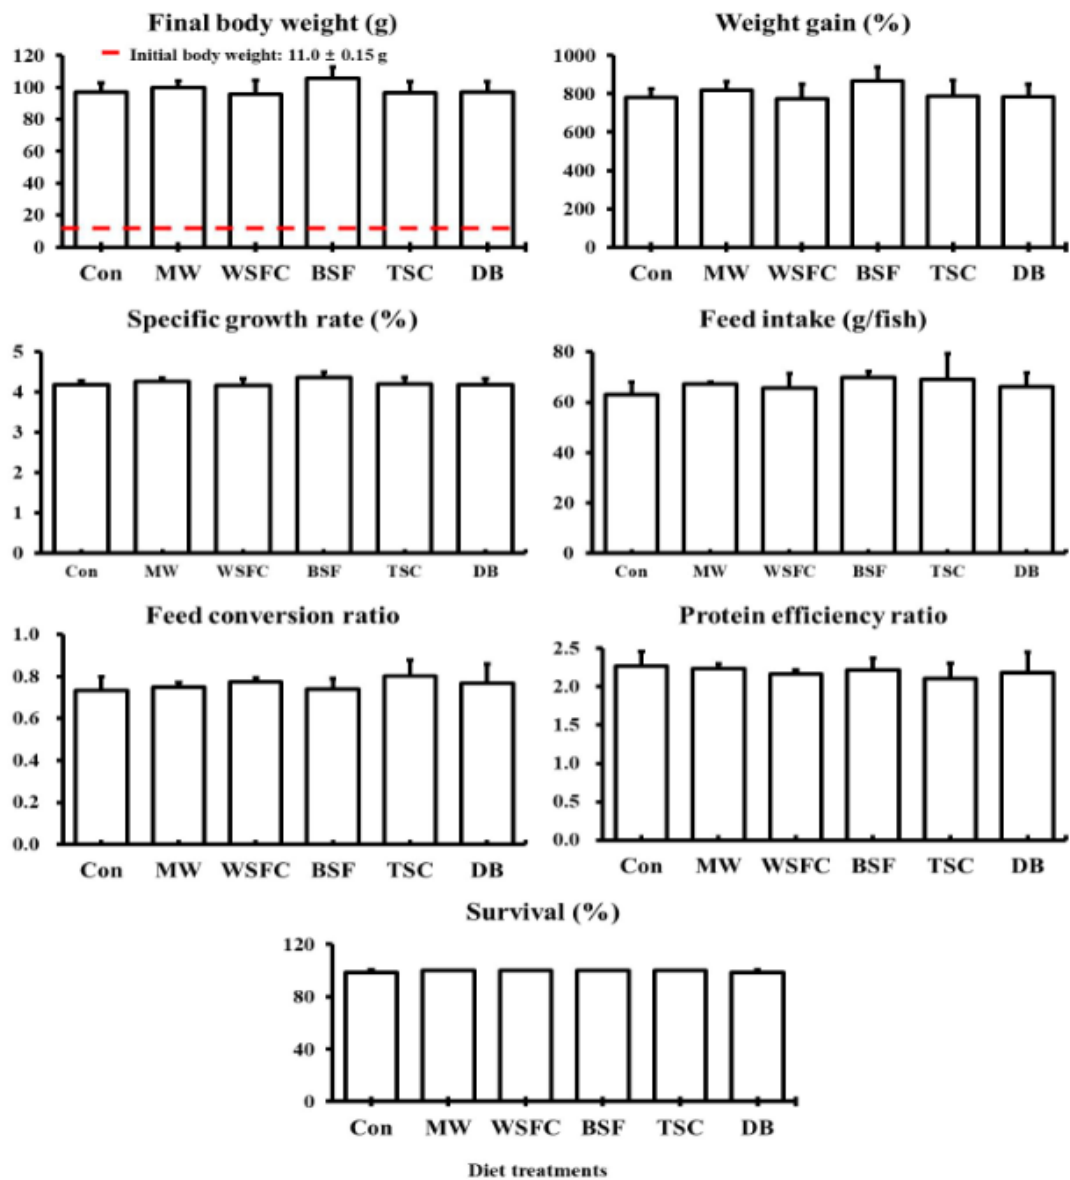 Final body weight (g)
Initial body weight: 11.0 ± 0.15 g
120
100
80
60
40
20
0
Con MW WSFC BSF TSC DB
Weight gain (%)
1000
800
600
400
200
0
Con MW WSFC BSF TSC DB
Specific growth rate (%)
5
4
3
2
1
0
Con MW WSFC BSF TSC DB
Feed intake (g/fish)
80
60
40
20
0
Con MW WSFC BSF TSC DB
Feed conversion ratio
1.0
0.8
0.6
0.4
0.2
0.0
Con MW WSFC BSF TSC DB
Protein efficiency ratio
2.5
2.0
1.5
1.0
0.5
0.0
Con MW WSFC BSF TSC DB
Survival (%)
120
80
40
0
Con MW WSFC BSF TSC DB
Diet treatments